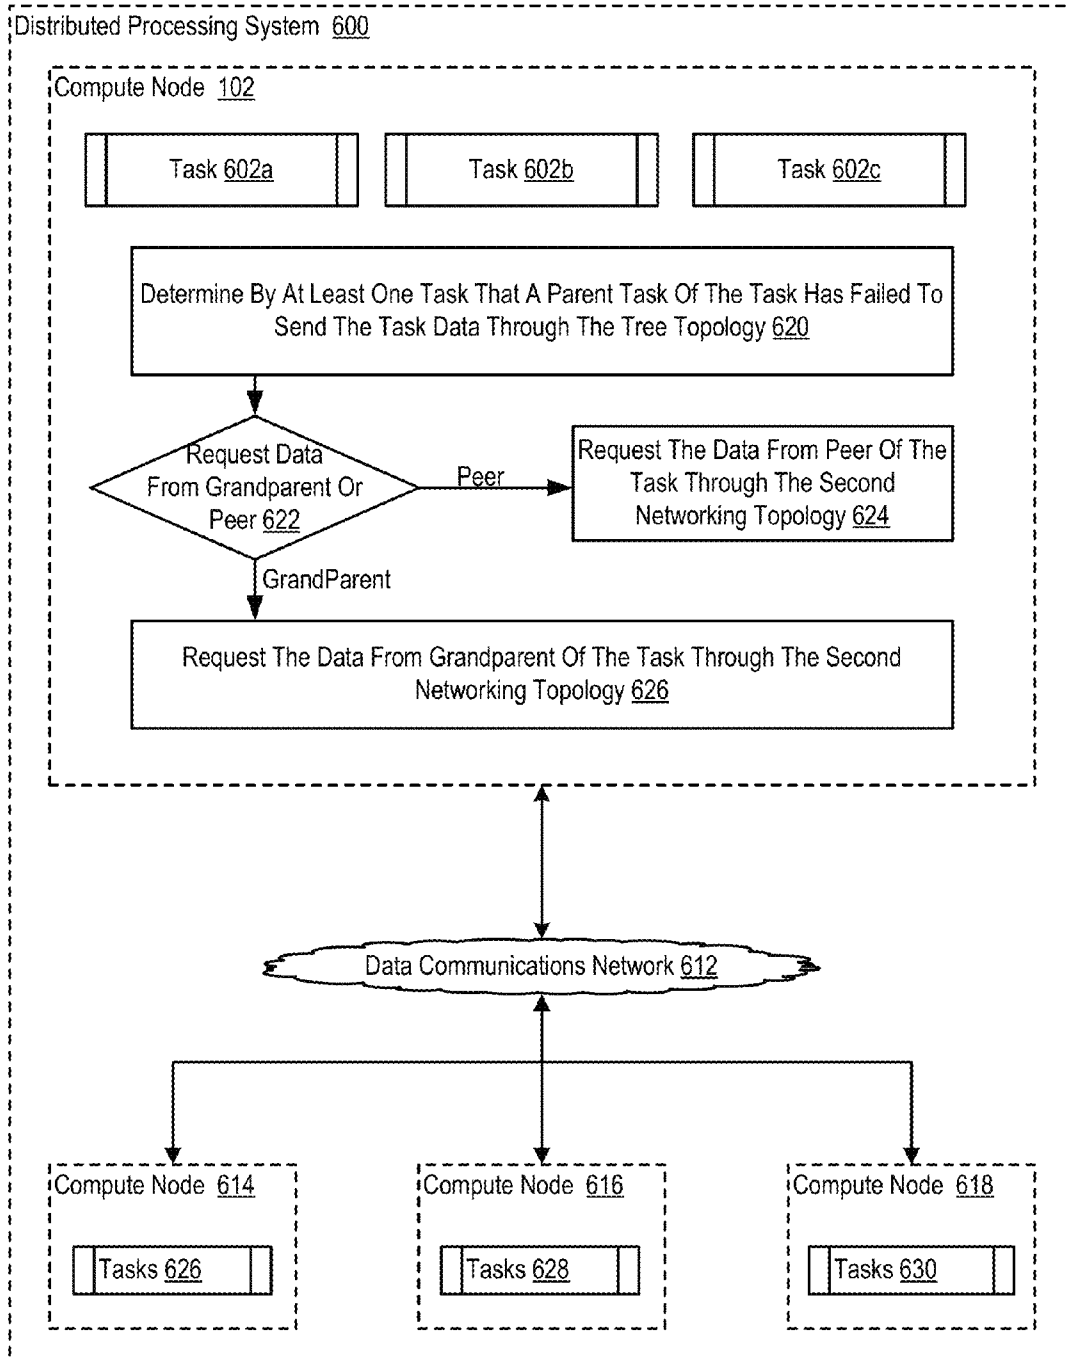 Distributed Processing System 600
Compute Node 102
Task 602a
Task 602b
Task 602c
Determine By At Least One Task That A Parent Task Of The Task Has Failed To
Send The Task Data Through The Tree Topology 620
Request Data
From Grandparent Or
Peer 622
Peer
Request The Data From Peer Of The
Task Through The Second
Networking Topology 624
GrandParent
Request The Data From Grandparent Of The Task Through The Second
Networking Topology 626
Data Communications Network 612
Compute Node 614
Compute Node 616
Compute Node 618
Tasks 626
Tasks 628
Tasks 630